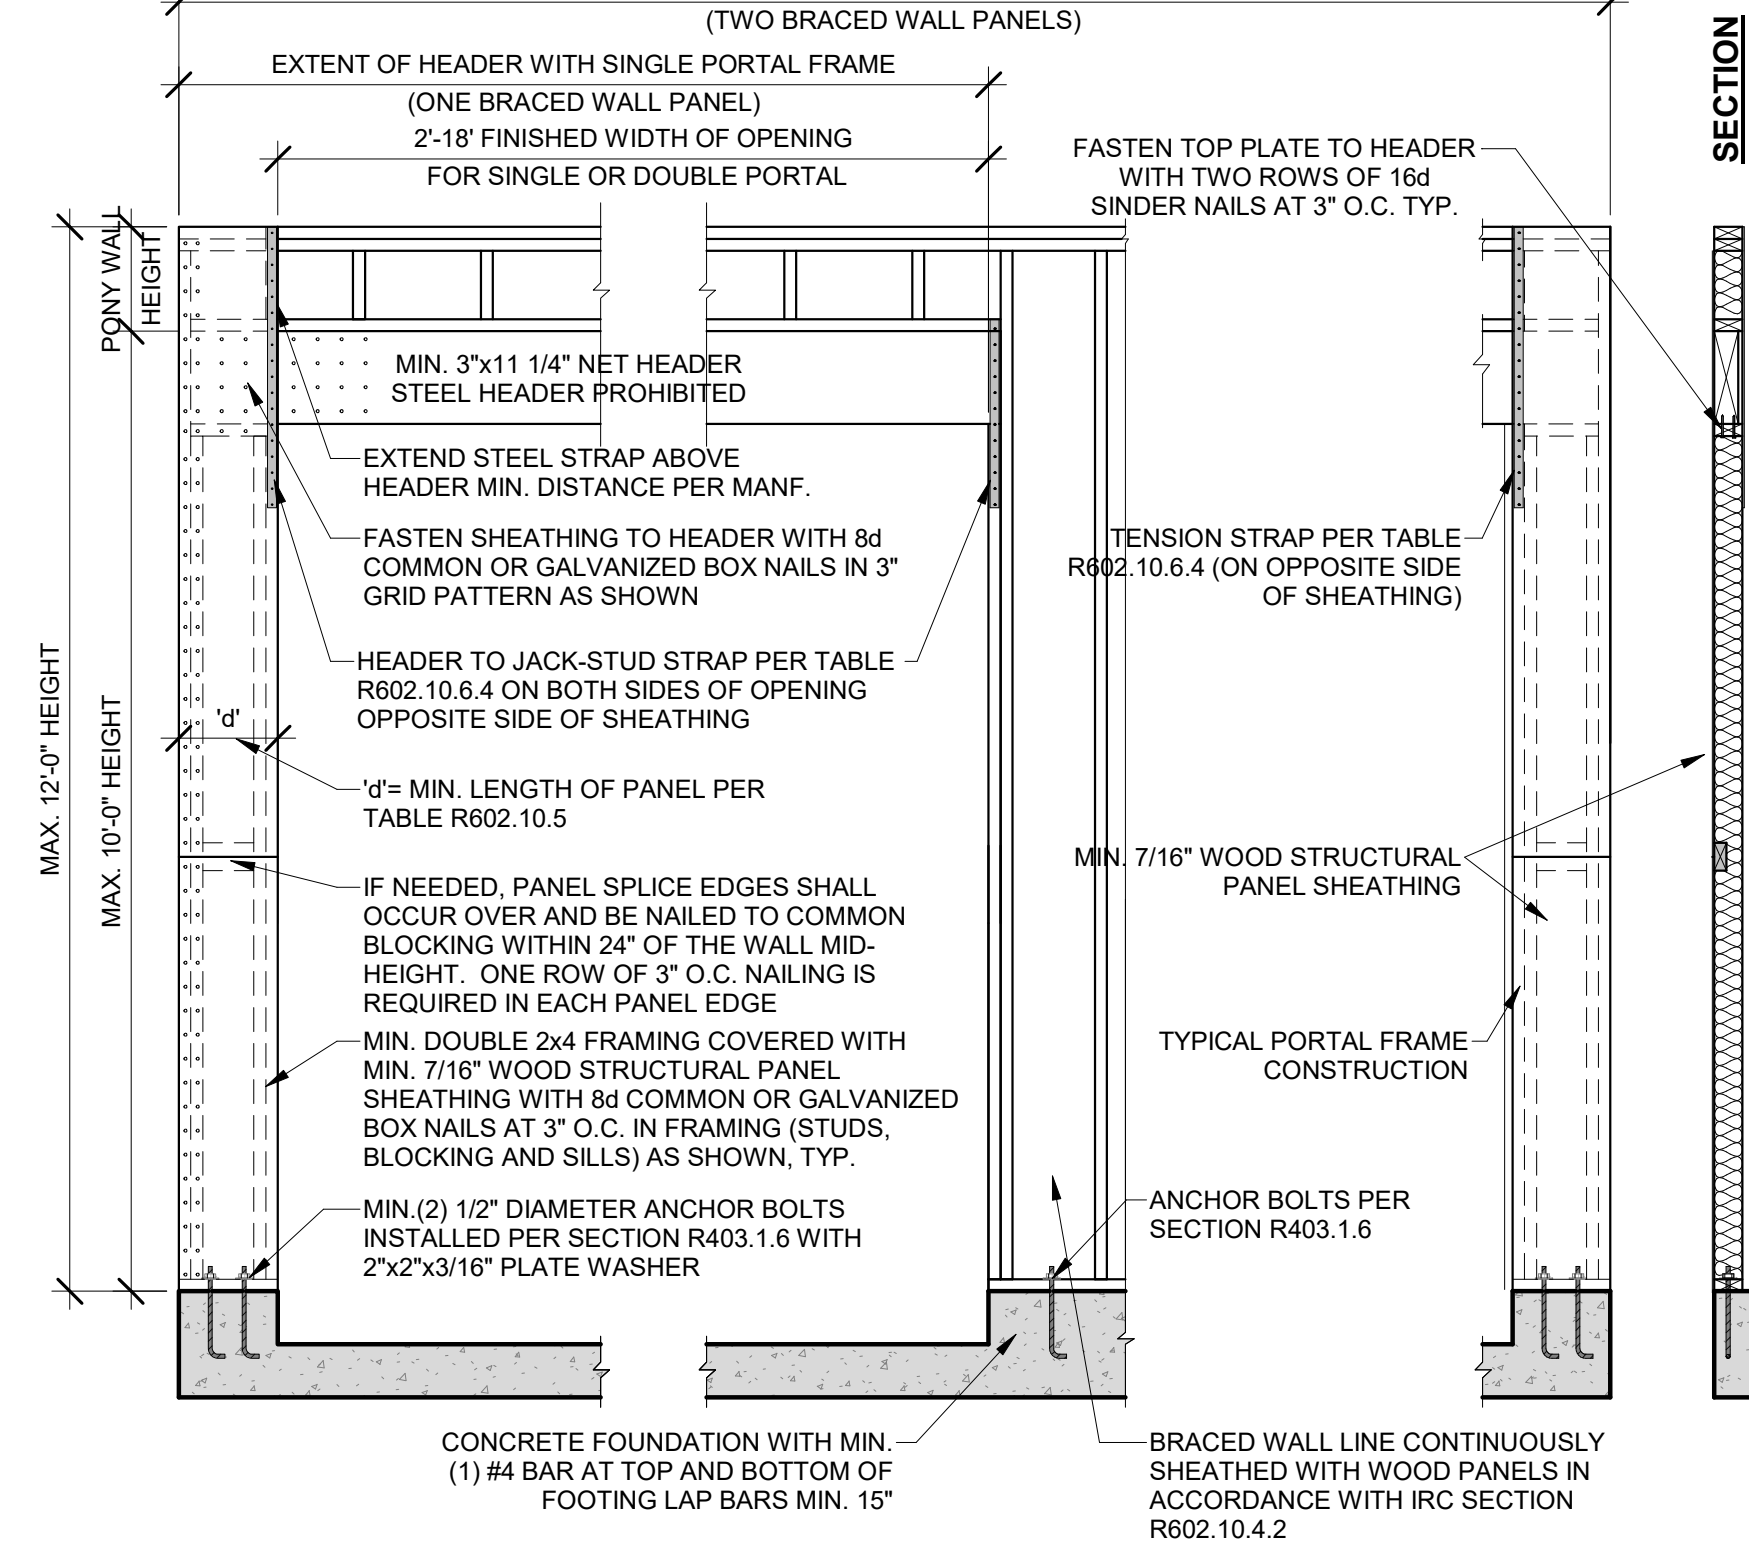 (TWO BRACED WALL PANELS)
EXTENT OF HEADER WITH SINGLE PORTAL FRAME
(ONE BRACED WALL PANEL)
2'-18' FINISHED WIDTH OF OPENING
FOR SINGLE OR DOUBLE PORTAL
SECTION
FASTEN TOP PLATE TO HEADER
WITH TWO ROWS OF 16d
SINDER NAILS AT 3" O.C. TYP.
PONY WALL
HEIGHT
MIN. 3"x11 1/4" NET HEADER
STEEL HEADER PROHIBITED
EXTEND STEEL STRAP ABOVE
HEADER MIN. DISTANCE PER MANF.
FASTEN SHEATHING TO HEADER WITH 8d
COMMON OR GALVANIZED BOX NAILS IN 3"
GRID PATTERN AS SHOWN
TENSION STRAP PER TABLE
R602.10.6.4 (ON OPPOSITE SIDE
OF SHEATHING)
HEADER TO JACK-STUD STRAP PER TABLE
R602.10.6.4 ON BOTH SIDES OF OPENING
OPPOSITE SIDE OF SHEATHING
MAX. 12'-0" HEIGHT
MAX. 10'-0" HEIGHT
'd'
'd'= MIN. LENGTH OF PANEL PER
TABLE R602.10.5
MIN. 7/16" WOOD STRUCTURAL
PANEL SHEATHING
IF NEEDED, PANEL SPLICE EDGES SHALL
OCCUR OVER AND BE NAILED TO COMMON
BLOCKING WITHIN 24" OF THE WALL MID-
HEIGHT. ONE ROW OF 3" O.C. NAILING IS
REQUIRED IN EACH PANEL EDGE
MIN. DOUBLE 2x4 FRAMING COVERED WITH
MIN. 7/16" WOOD STRUCTURAL PANEL
SHEATHING WITH 8d COMMON OR GALVANIZED
BOX NAILS AT 3" O.C. IN FRAMING (STUDS,
BLOCKING AND SILLS) AS SHOWN, TYP.
TYPICAL PORTAL FRAME
CONSTRUCTION
MIN.(2) 1/2" DIAMETER ANCHOR BOLTS
INSTALLED PER SECTION R403.1.6 WITH
2"x2"x3/16" PLATE WASHER
ANCHOR BOLTS PER
SECTION R403.1.6
CONCRETE FOUNDATION WITH MIN.
(1) #4 BAR AT TOP AND BOTTOM OF
FOOTING LAP BARS MIN. 15"
BRACED WALL LINE CONTINUOUSLY
SHEATHED WITH WOOD PANELS IN
ACCORDANCE WITH IRC SECTION
R602.10.4.2